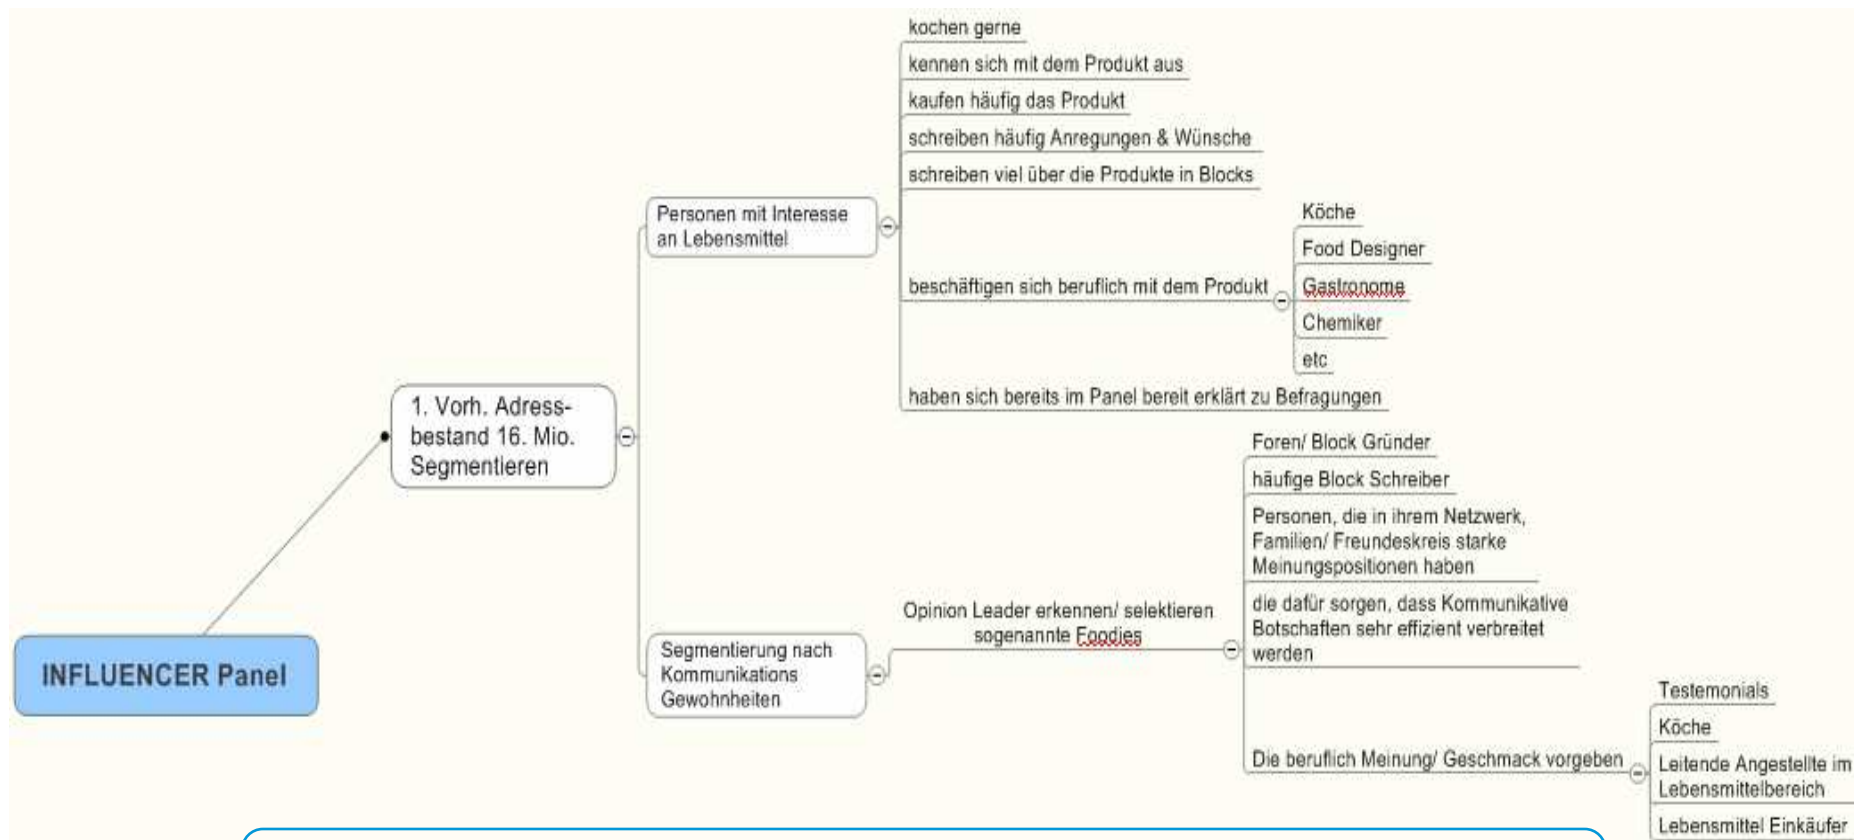 INFLUENCER Panel
1. Vorh. Adress-
bestand 16. Mio.
Segmentieren
Personen mit Interesse
an Lebensmittel
kochen gerne
kennen sich mit dem Produkt aus
kaufen häufig das Produkt
schreiben häufig Anregungen & Wünsche
schreiben viel über die Produkte in Blocks
beschäftigen sich beruflich mit dem Produkt
Köche
Food Designer
Gastronome
Chemiker
etc
haben sich bereits im Panel bereit erklärt zu Befragungen
Segmentierung nach
Kommunikations
Gewohnheiten
Opinion Leader erkennen/ selektieren
sogenannte Foodies
Foren/ Block Gründer
häufige Block Schreiber
Personen, die in ihrem Netzwerk,
Familien/ Freundeskreis starke
Meinungspositionen haben
die dafür sorgen, dass Kommunikative
Botschaften sehr effizient verbreitet
werden
Die beruflich Meinung/ Geschmack vorgeben
Testemonials
Köche
Leitende Angestellte im
Lebensmittelbereich
Lebensmittel Einkäufer